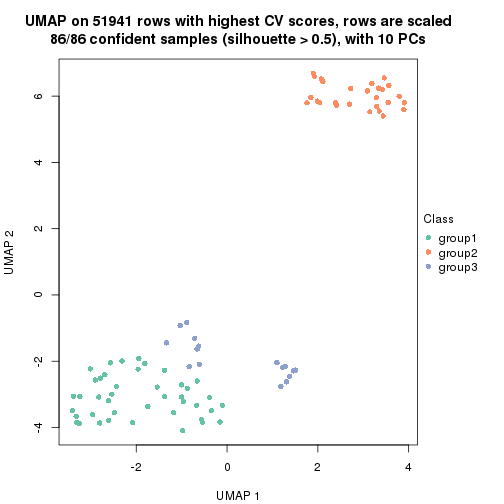 UMAP on 51941 rows with highest CV scores, rows are scaled
86/86 confident samples (silhouette > 0.5), with 10 PCs
6
4
2
0
-2
-4
UMAP 2
-2
0
2
4
UMAP 1
Class
group1
group2
group3